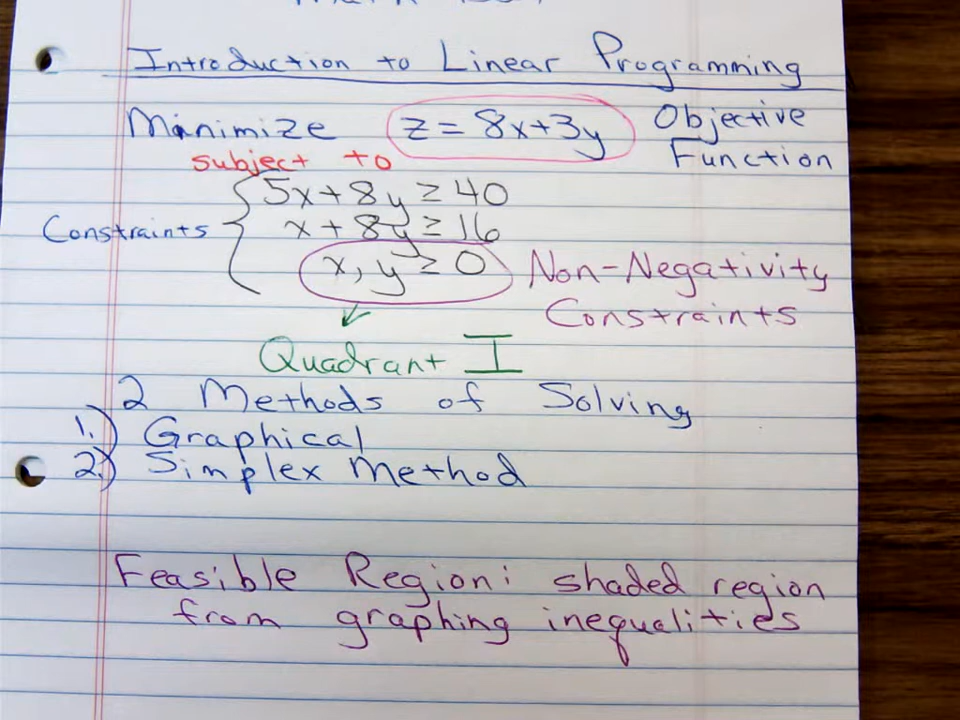 Introduction to Linear Programming
Minimize z = 8x+3y Objective
subject to Function
5x+8y ≥ 40
Constraints x + 8y ≥ 16
x, y ≥ 0 Non-Negativity
Constraints
Quadrant I
2 Methods of Solving
1.) Graphical
2.) Simplex Method
Feasible Region: shaded region
from graphing inequalities